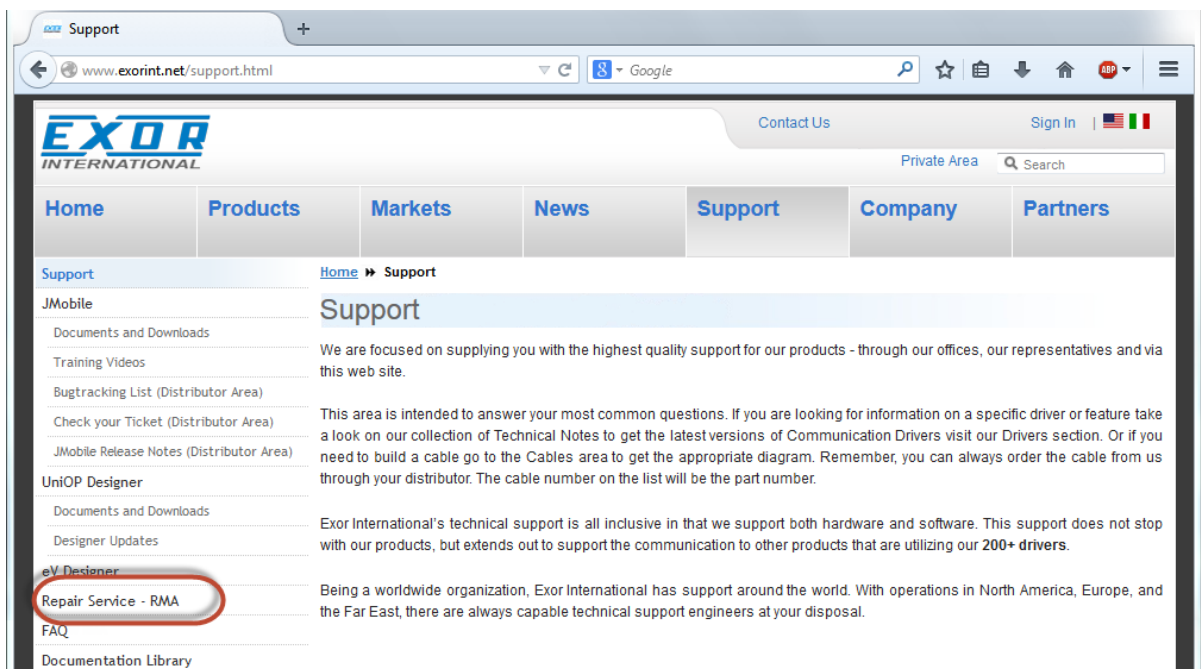 Support
www.exorint.net/support.html
Google
ABP
EXOR
INTERNATIONAL
Contact Us
Sign In |
Private Area
Search
Home
Products
Markets
News
Support
Company
Partners
Support
JMobile
Documents and Downloads
Training Videos
Bugtracking List (Distributor Area)
Check your Ticket (Distributor Area)
JMobile Release Notes (Distributor Area)
UniOP Designer
Documents and Downloads
Designer Updates
eV Designer
Repair Service - RMA
FAQ
Documentation Library
Home » Support
Support
We are focused on supplying you with the highest quality support for our products - through our offices, our representatives and via
this web site.
This area is intended to answer your most common questions. If you are looking for information on a specific driver or feature take
a look on our collection of Technical Notes to get the latest versions of Communication Drivers visit our Drivers section. Or if you
need to build a cable go to the Cables area to get the appropriate diagram. Remember, you can always order the cable from us
through your distributor. The cable number on the list will be the part number.
Exor International's technical support is all inclusive in that we support both hardware and software. This support does not stop
with our products, but extends out to support the communication to other products that are utilizing our 200+ drivers.
Being a worldwide organization, Exor International has support around the world. With operations in North America, Europe, and
the Far East, there are always capable technical support engineers at your disposal.